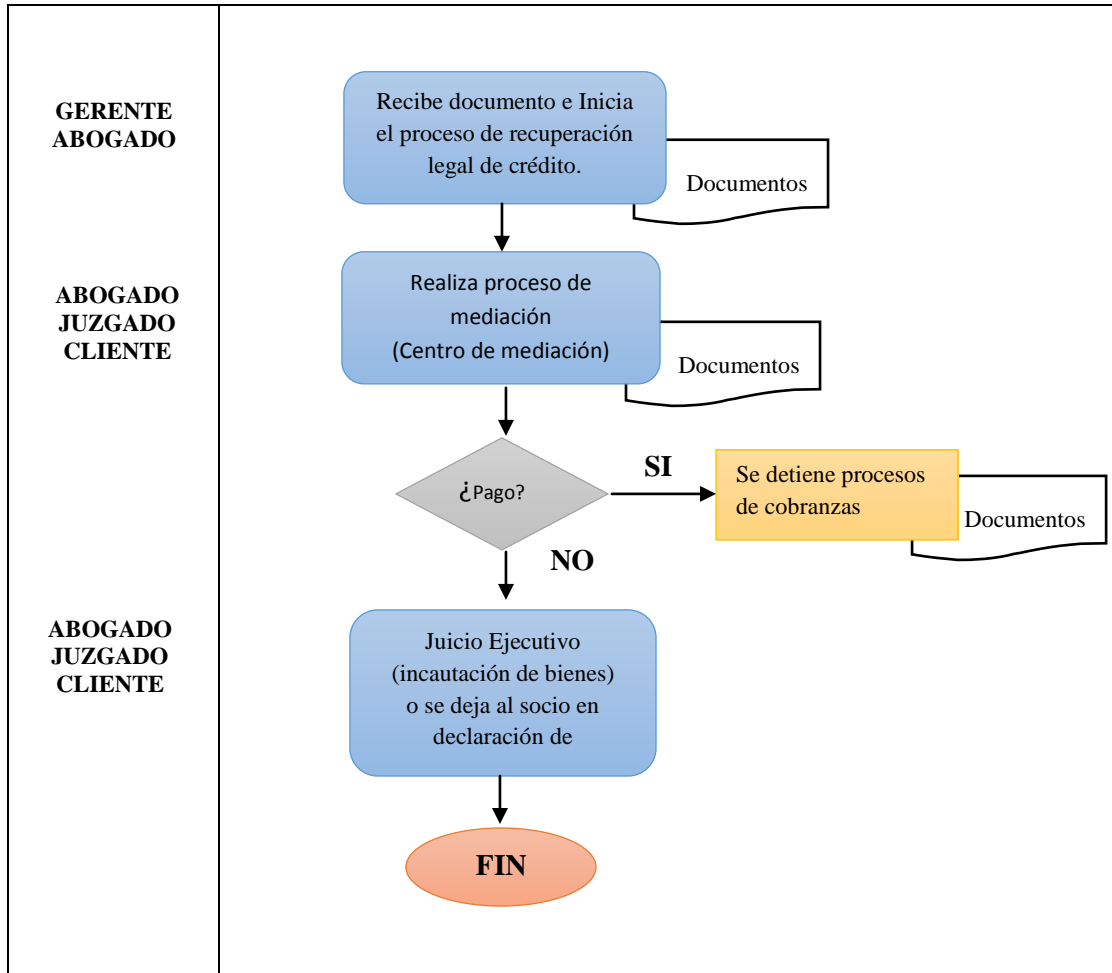 GERENTE
ABOGADO
Recibe documento e Inicia
el proceso de recuperación
legal de crédito.
Documentos
ABOGADO
JUZGADO
CLIENTE
Realiza proceso de
mediación
(Centro de mediación)
Documentos
¿Pago?
SI
Se detiene procesos
de cobranzas
Documentos
NO
ABOGADO
JUZGADO
CLIENTE
Juicio Ejecutivo
(incautación de bienes)
o se deja al socio en
declaración de
FIN